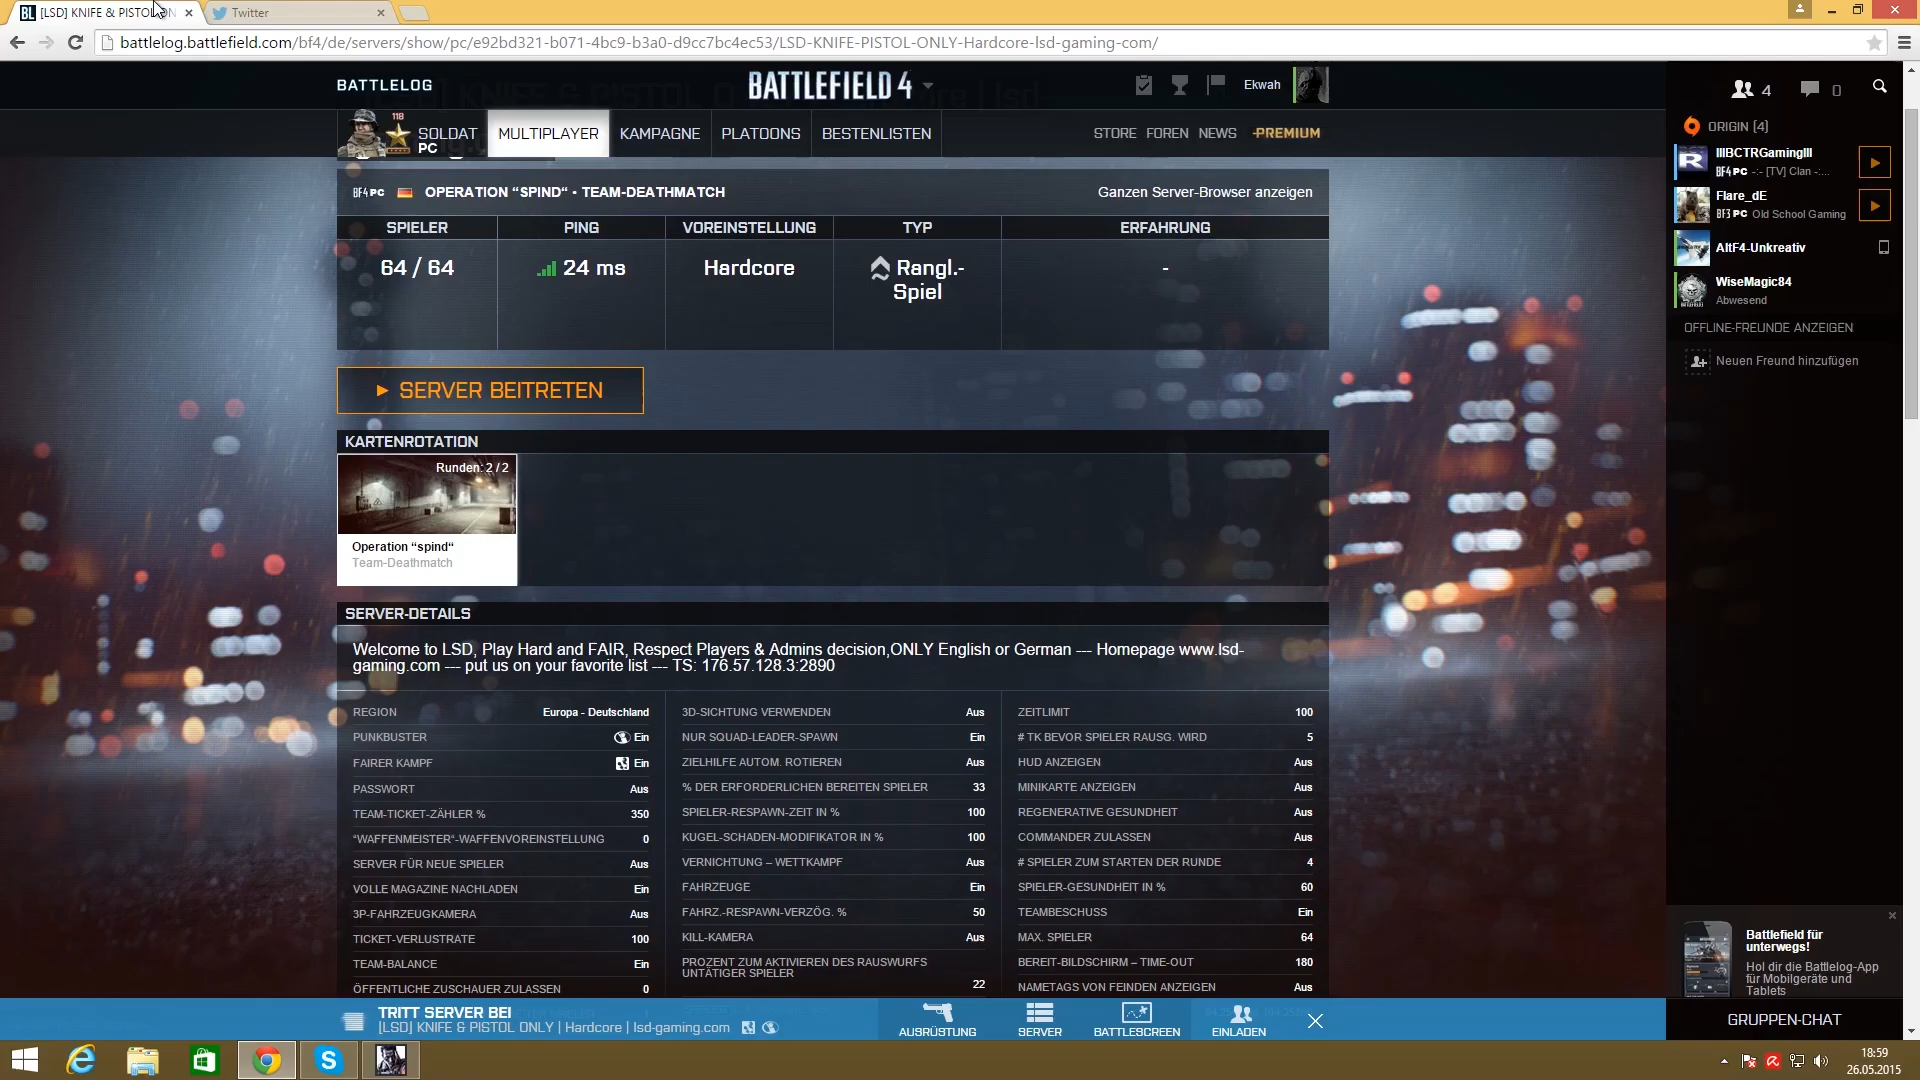 [LSD] KNIFE & PISTOL ON
Twitter
battlelog.battlefield.com/bf4/de/servers/show/pc/e92bd321-b071-4bc9-b3a0-d9cc7bc4ec53/LSD-KNIFE-PISTOL-ONLY-Hardcore-lsd-gaming-com/
BATTLELOG
BATTLEFIELD 4
Ekwah
118
SOLDAT
PC
MULTIPLAYER
KAMPAGNE
PLATOONS
BESTENLISTEN
STORE
FOREN
NEWS
PREMIUM
BF4 PC
OPERATION “SPIND“ • TEAM-DEATHMATCH
Ganzen Server-Browser anzeigen
SPIELER
PING
VOREINSTELLUNG
TYP
ERFAHRUNG
64 / 64
24 ms
Hardcore
Rangl.-
Spiel
-
SERVER BEITRETEN
KARTENROTATION
Runden: 2 / 2
Operation “spind“
Team-Deathmatch
SERVER-DETAILS
Welcome to LSD, Play Hard and FAIR, Respect Players & Admins decision,ONLY English or German --- Homepage www.lsd-
gaming.com --- put us on your favorite list --- TS: 176.57.128.3:2890
REGION Europa - Deutschland
PUNKBUSTER Ein
FAIRER KAMPF Ein
PASSWORT Aus
TEAM-TICKET-ZÄHLER % 350
“WAFFENMEISTER“-WAFFENVOREINSTELLUNG 0
SERVER FÜR NEUE SPIELER Aus
VOLLE MAGAZINE NACHLADEN Ein
3P-FAHRZEUGKAMERA Aus
TICKET-VERLUSTRATE 100
TEAM-BALANCE Ein
ÖFFENTLICHE ZUSCHAUER ZULASSEN 0
3D-SICHTUNG VERWENDEN Aus
NUR SQUAD-LEADER-SPAWN Ein
ZIELHILFE AUTOM. ROTIEREN Aus
% DER ERFORDERLICHEN BEREITEN SPIELER 33
SPIELER-RESPAWN-ZEIT IN % 100
KUGEL-SCHADEN-MODIFIKATOR IN % 100
VERNICHTUNG – WETTKAMPF Aus
FAHRZEUGE Ein
FAHRZ.-RESPAWN-VERZÖG. % 50
KILL-KAMERA Aus
PROZENT ZUM AKTIVIEREN DES RAUSWURFS
UNTÄTIGER SPIELER
22
ZEITLIMIT 100
# TK BEVOR SPIELER RAUSG. WIRD 5
HUD ANZEIGEN Aus
MINIKARTE ANZEIGEN Aus
REGENERATIVE GESUNDHEIT Aus
COMMANDER ZULASSEN Aus
# SPIELER ZUM STARTEN DER RUNDE 4
SPIELER-GESUNDHEIT IN % 60
TEAMBESCHUSS Ein
MAX. SPIELER 64
BEREIT-BILDSCHIRM – TIME-OUT 180
NAMETAGS VON FEINDEN ANZEIGEN Aus
4
0
ORIGIN [4]
IIIBCTRGamingIII
BF4 PC -:- [TV] Clan -:...
Flare_dE
BF3 PC Old School Gaming
AltF4-Unkreativ
WiseMagic84
Abwesend
OFFLINE-FREUNDE ANZEIGEN
Neuen Freund hinzufügen
Battlefield für
unterwegs!
Hol dir die Battlelog-App
für Mobilgeräte und
Tablets
GRUPPEN-CHAT
TRITT SERVER BEI
[LSD] KNIFE & PISTOL ONLY | Hardcore | lsd-gaming.com
AUSRÜSTUNG
SERVER
BATTLESCREEN
EINLADEN
18:59
26.05.2015